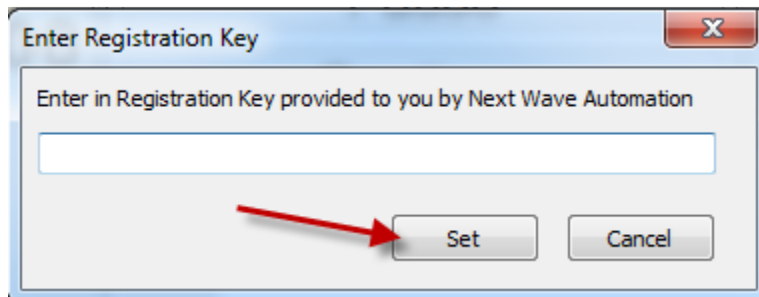 Enter Registration Key
Enter in Registration Key provided to you by Next Wave Automation
Set
Cancel